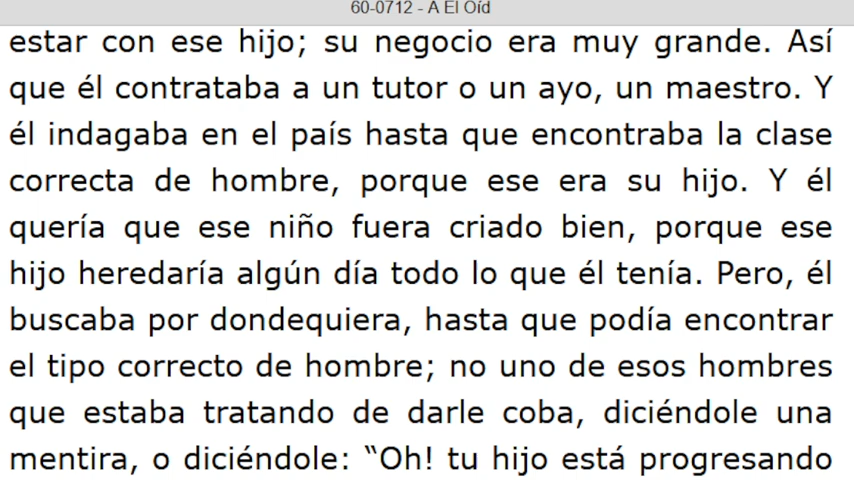 60-0712 - A El Oíd
estar con ese hijo; su negocio era muy grande. Así
que él contrataba a un tutor o un ayo, un maestro. Y
él indagaba en el país hasta que encontraba la clase
correcta de hombre, porque ese era su hijo. Y él
quería que ese niño fuera criado bien, porque ese
hijo heredaría algún día todo lo que él tenía. Pero, él
buscaba por dondequiera, hasta que podía encontrar
el tipo correcto de hombre; no uno de esos hombres
que estaba tratando de darle coba, diciéndole una
mentira, o diciéndole: “Oh! tu hijo está progresando